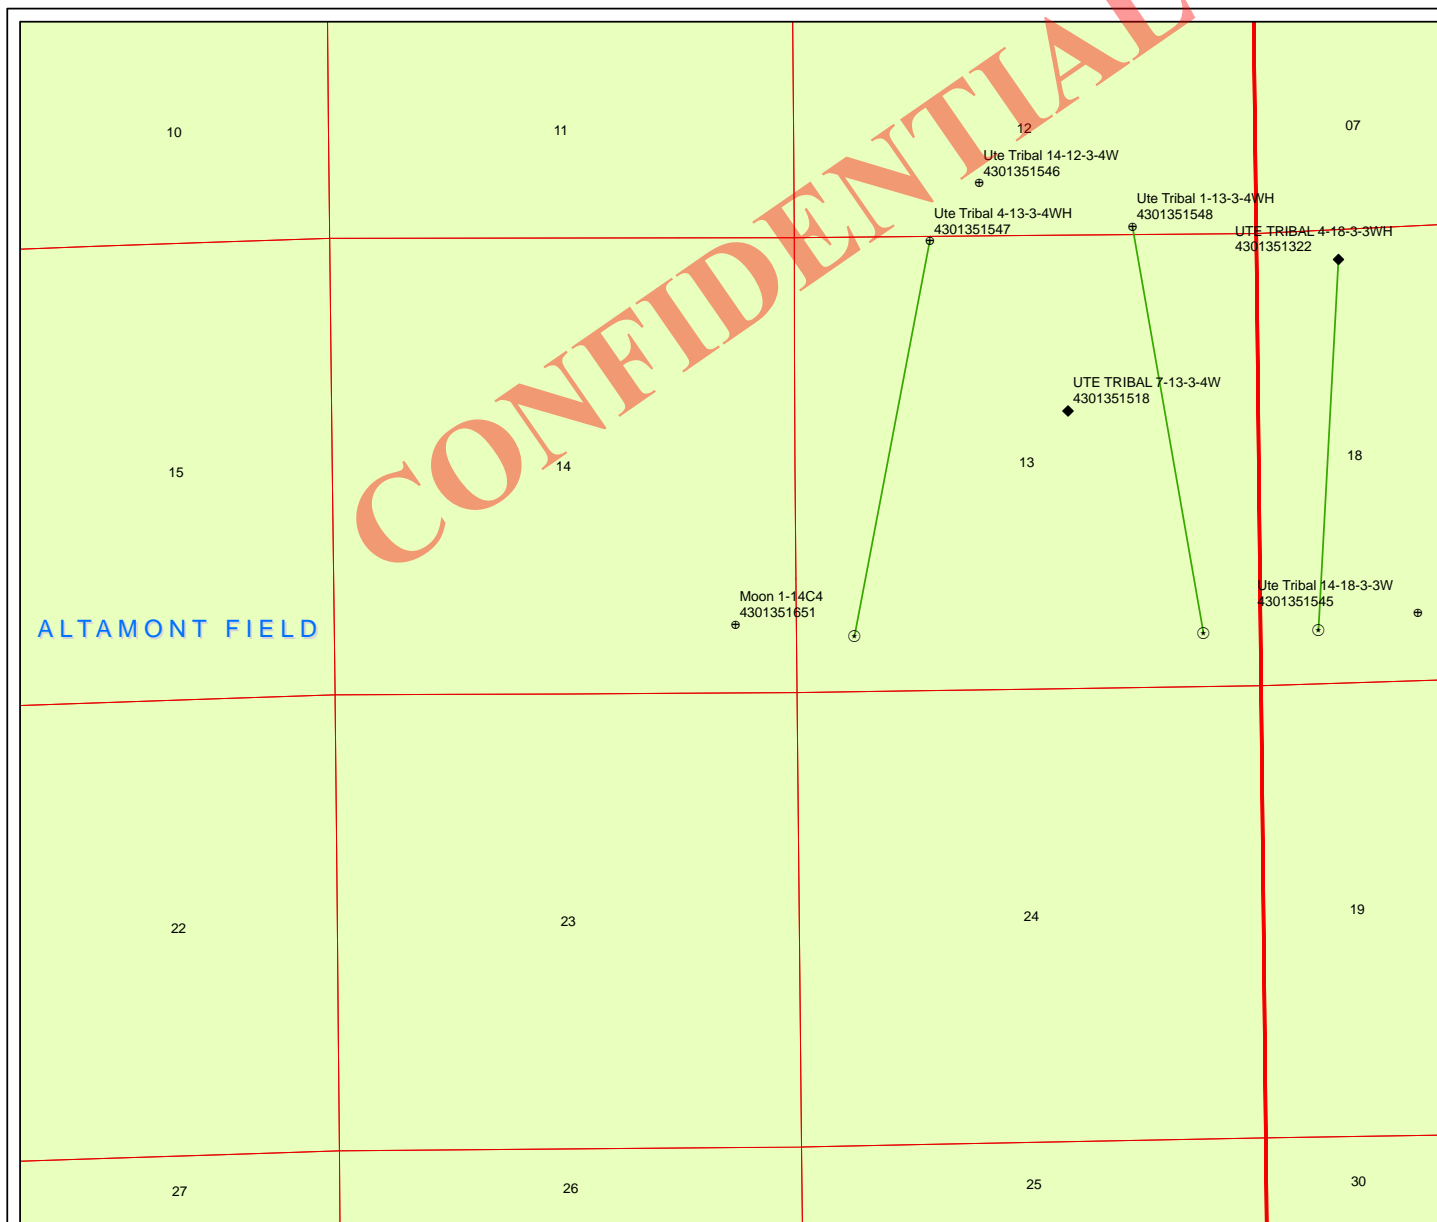 CONFIDENTIAL
10
11
12
07
Ute Tribal 14-12-3-4W
4301351546
Ute Tribal 4-13-3-4WH
4301351547
Ute Tribal 1-13-3-4WH
4301351548
UTE TRIBAL 4-18-3-3WH
4301351322
UTE TRIBAL 7-13-3-4W
4301351518
15
14
13
18
Moon 1-14C4
4301351651
Ute Tribal 14-18-3-3W
4301351545
ALTAMONT FIELD
22
23
24
19
27
26
25
30